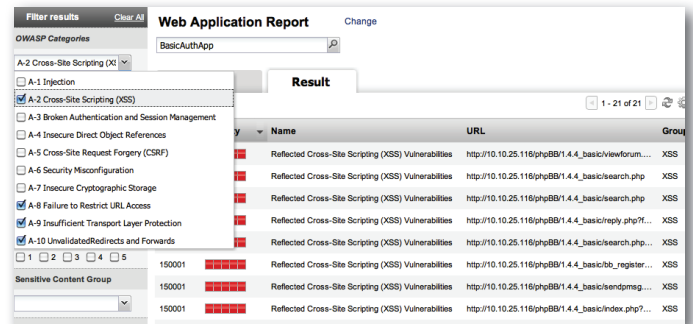 Filter results Clear All
OWASP Categories
A-2 Cross-Site Scripting (XS
A-1 Injection
A-2 Cross-Site Scripting (XSS)
A-3 Broken Authentication and Session Management
A-4 Insecure Direct Object References
A-5 Cross-Site Request Forgery (CSRF)
A-6 Security Misconfiguration
A-7 Insecure Cryptographic Storage
A-8 Failure to Restrict URL Access
A-9 Insufficient Transport Layer Protection
A-10 UnvalidatedRedirects and Forwards
1 2 3 4 5
Sensitive Content Group
Web Application Report Change
BasicAuthApp
Result
1 - 21 of 21
y Name URL Group
Reflected Cross-Site Scripting (XSS) Vulnerabilities http://10.10.25.116/phpBB/1.4.4_basic/viewforum.... XSS
Reflected Cross-Site Scripting (XSS) Vulnerabilities http://10.10.25.116/phpBB/1.4.4_basic/search.php XSS
Reflected Cross-Site Scripting (XSS) Vulnerabilities http://10.10.25.116/phpBB/1.4.4_basic/search.php XSS
Reflected Cross-Site Scripting (XSS) Vulnerabilities http://10.10.25.116/phpBB/1.4.4_basic/reply.php?f... XSS
Reflected Cross-Site Scripting (XSS) Vulnerabilities http://10.10.25.116/phpBB/1.4.4_basic/search.php... XSS
150001 Reflected Cross-Site Scripting (XSS) Vulnerabilities http://10.10.25.116/phpBB/1.4.4_basic/bb_register... XSS
150001 Reflected Cross-Site Scripting (XSS) Vulnerabilities http://10.10.25.116/phpBB/1.4.4_basic/sendpmsg.... XSS
150001 Reflected Cross-Site Scripting (XSS) Vulnerabilities http://10.10.25.116/phpBB/1.4.4_basic/index.php?... XSS